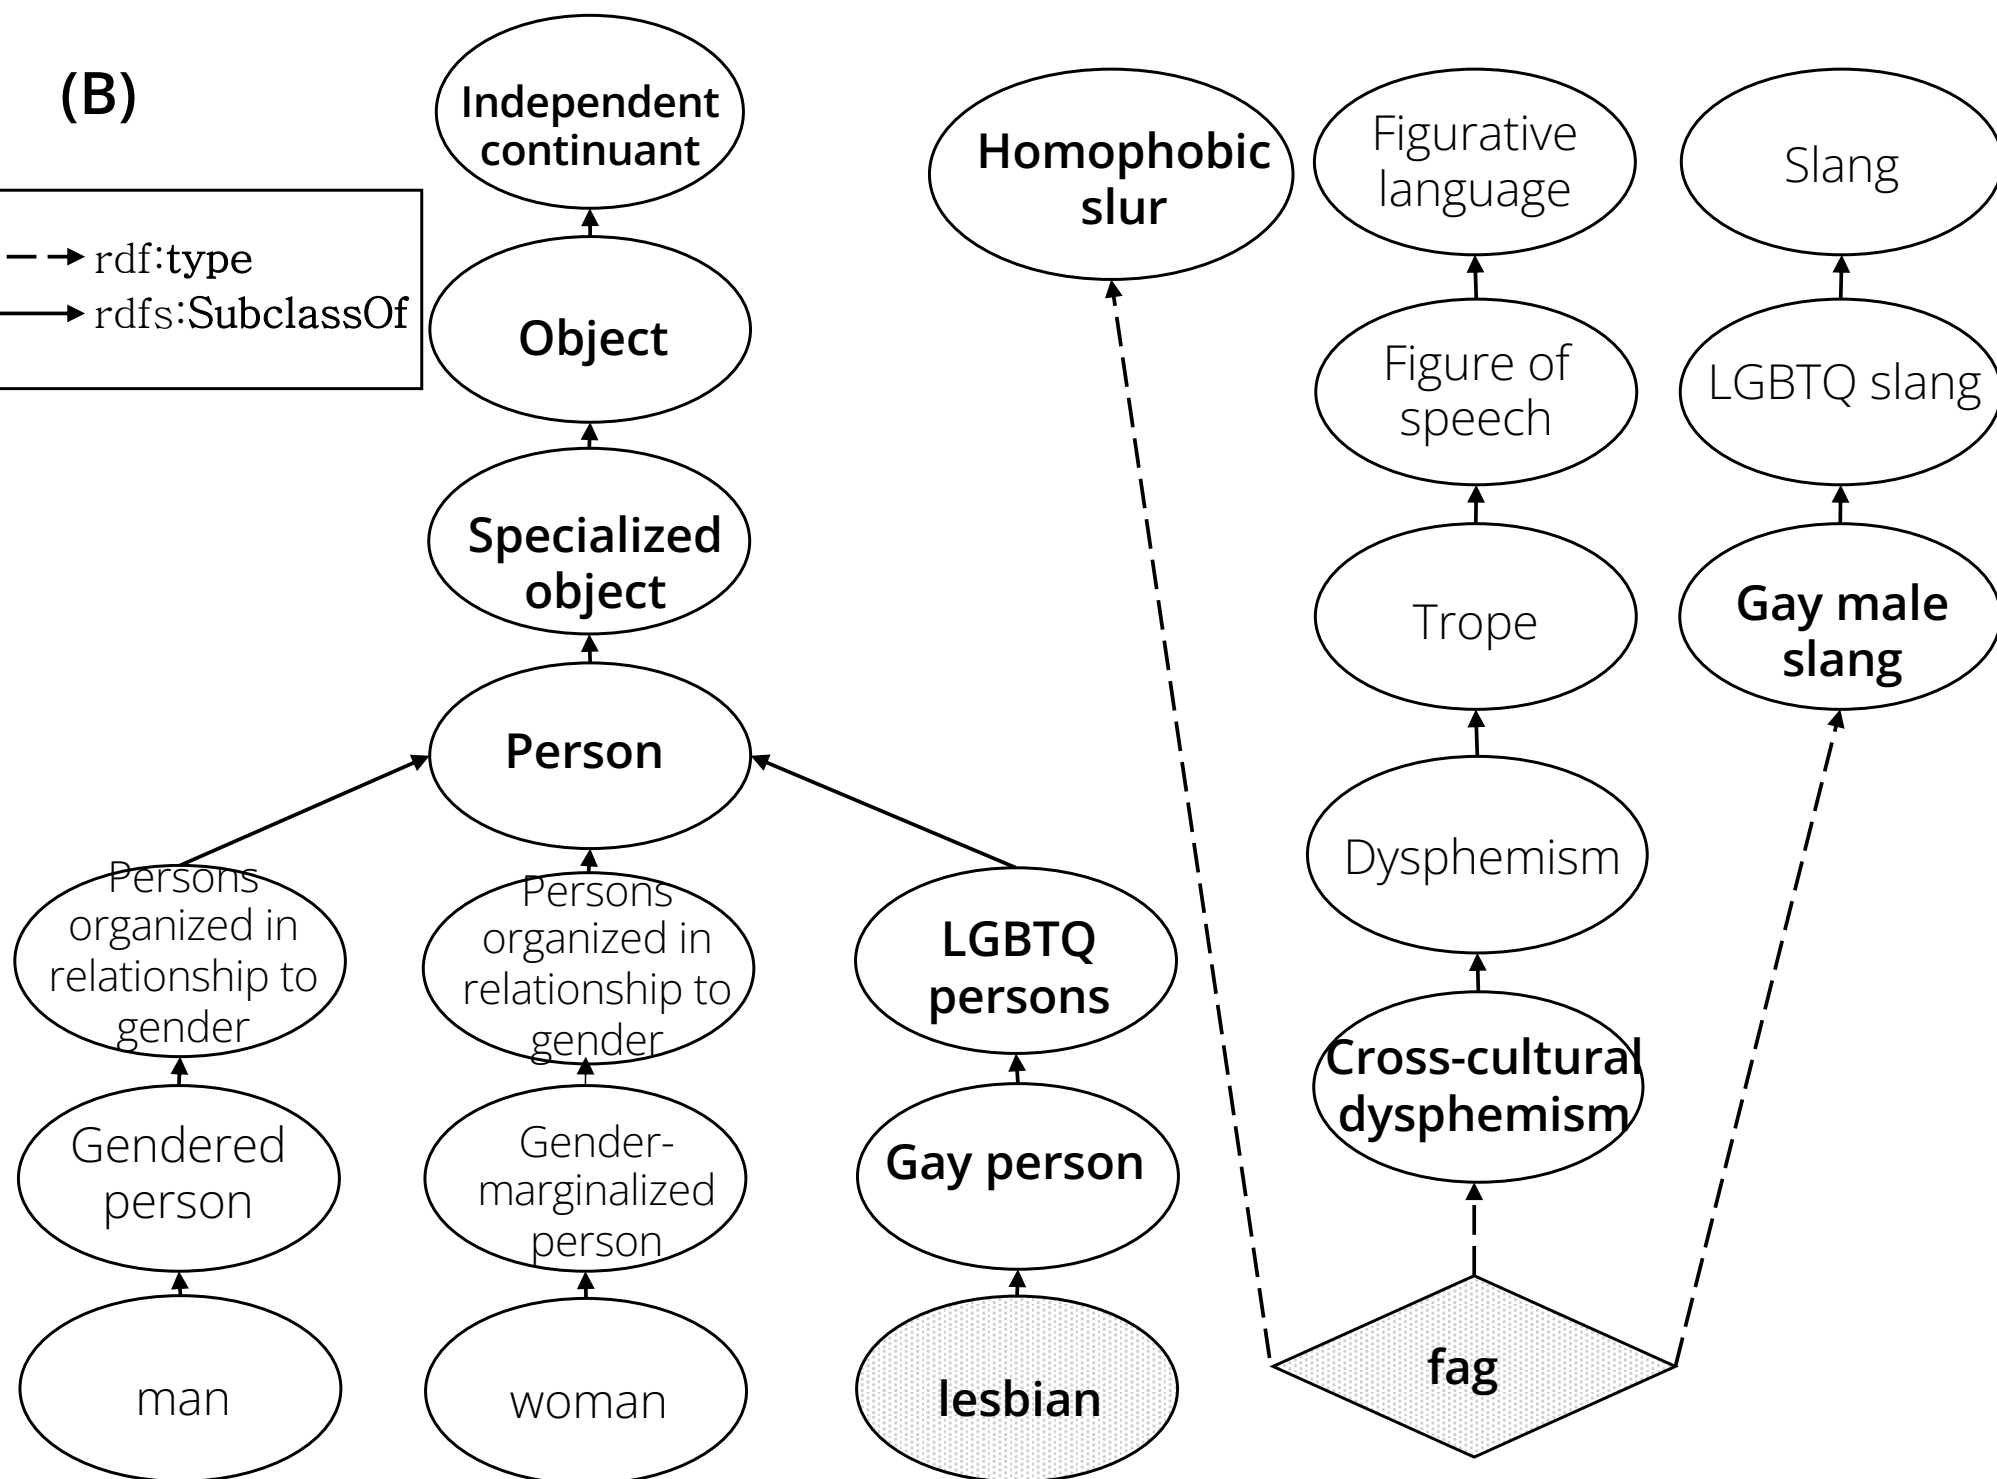 (B)
rdf:type
rdfs:SubclassOf
Independent
continuant
Object
Specialized
object
Person
Persons
organized in
relationship to
gender
Gendered
person
man
Persons
organized in
relationship to
gender
Gender-
marginalized
person
woman
LGBTQ
persons
Gay person
lesbian
Homophobic
slur
Figurative
language
Figure of
speech
Trope
Dysphemism
Cross-cultural
dysphemism
fag
Slang
LGBTQ slang
Gay male
slang